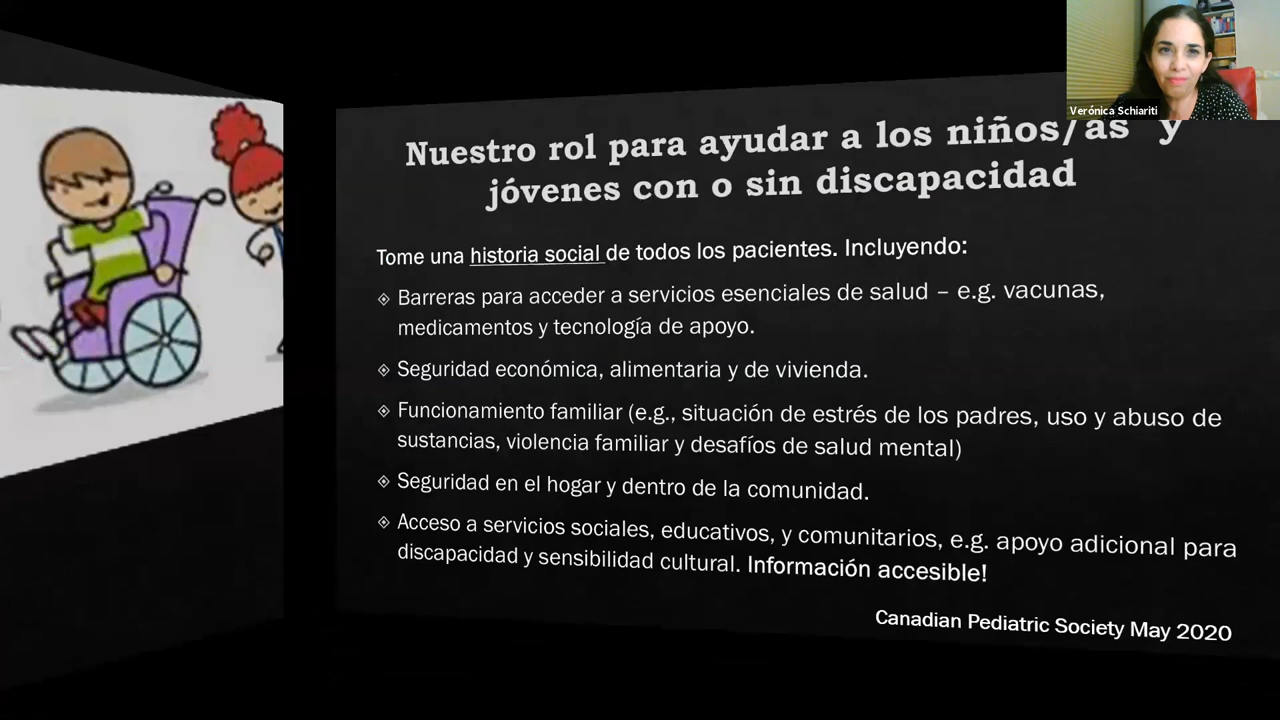 Verónica Schiariti
Nuestro rol para ayudar a los niños/as y
jóvenes con o sin discapacidad
Tome una historia social de todos los pacientes. Incluyendo:
Barreras para acceder a servicios esenciales de salud – e.g. vacunas,
medicamentos y tecnología de apoyo.
Seguridad económica, alimentaria y de vivienda.
Funcionamiento familiar (e.g., situación de estrés de los padres, uso y abuso de
sustancias, violencia familiar y desafíos de salud mental)
Seguridad en el hogar y dentro de la comunidad.
Acceso a servicios sociales, educativos, y comunitarios, e.g. apoyo adicional para
discapacidad y sensibilidad cultural. Información accesible!
Canadian Pediatric Society May 2020